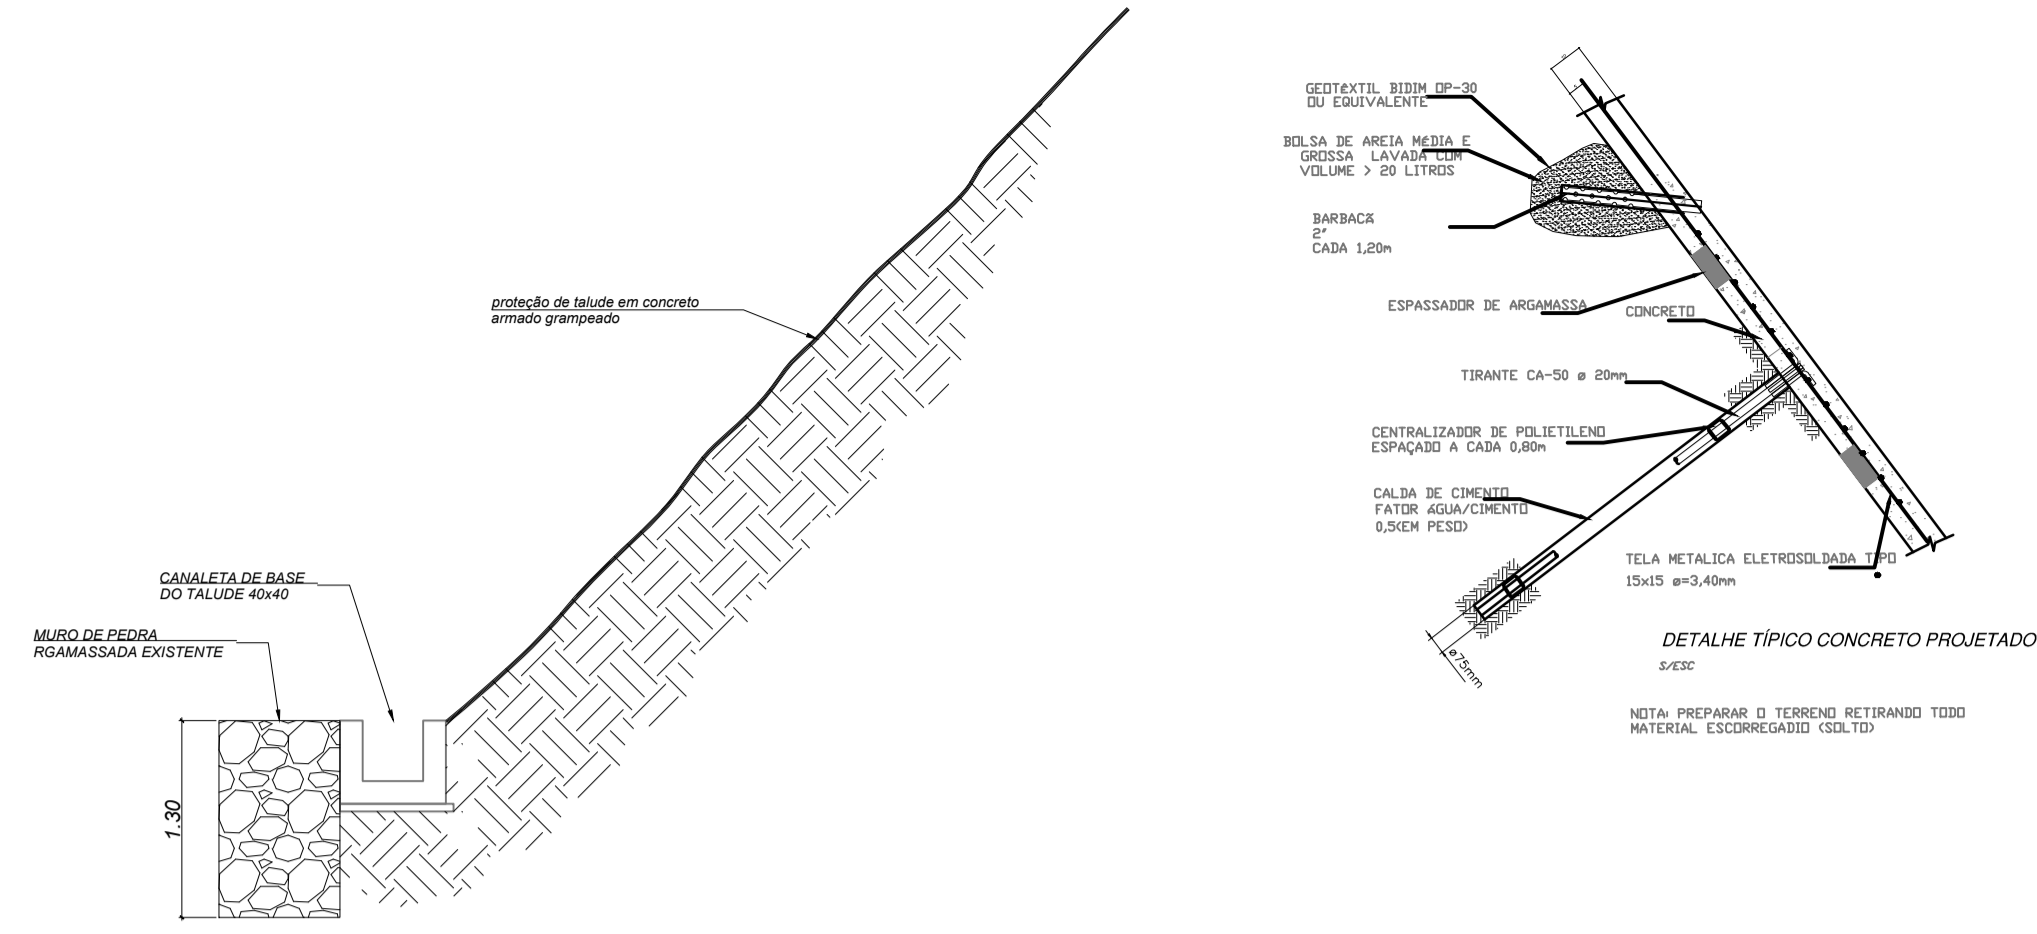 proteção de talude em concreto
armado grampeado
CANALETA DE BASE
DO TALUDE 40x40
MURO DE PEDRA
RGAMASSADA EXISTENTE
1.30
GEOTÉXTIL BIDIM OP-30
OU EQUIVALENTE
BOLSA DE AREIA MÉDIA E
GROSSA LAVADA COM
VOLUME > 20 LITROS
BARBACÃ
2"
CADA 1,20m
ESPASSADOR DE ARGAMASSA
CONCRETO
TIRANTE CA-50 ø 20mm
CENTRALIZADOR DE POLIETILENO
ESPAÇADO A CADA 0,80m
CALDA DE CIMENTO
FATOR ÁGUA/CIMENTO
0,5(EM PESO)
TELA METALICA ELETROSOLDADA TIPO
15x15 ø=3,40mm
ø75mm
DETALHE TÍPICO CONCRETO PROJETADO
S/ESC
NOTA: PREPARAR O TERRENO RETIRANDO TODO
MATERIAL ESCORREGADIO (SOLTO)